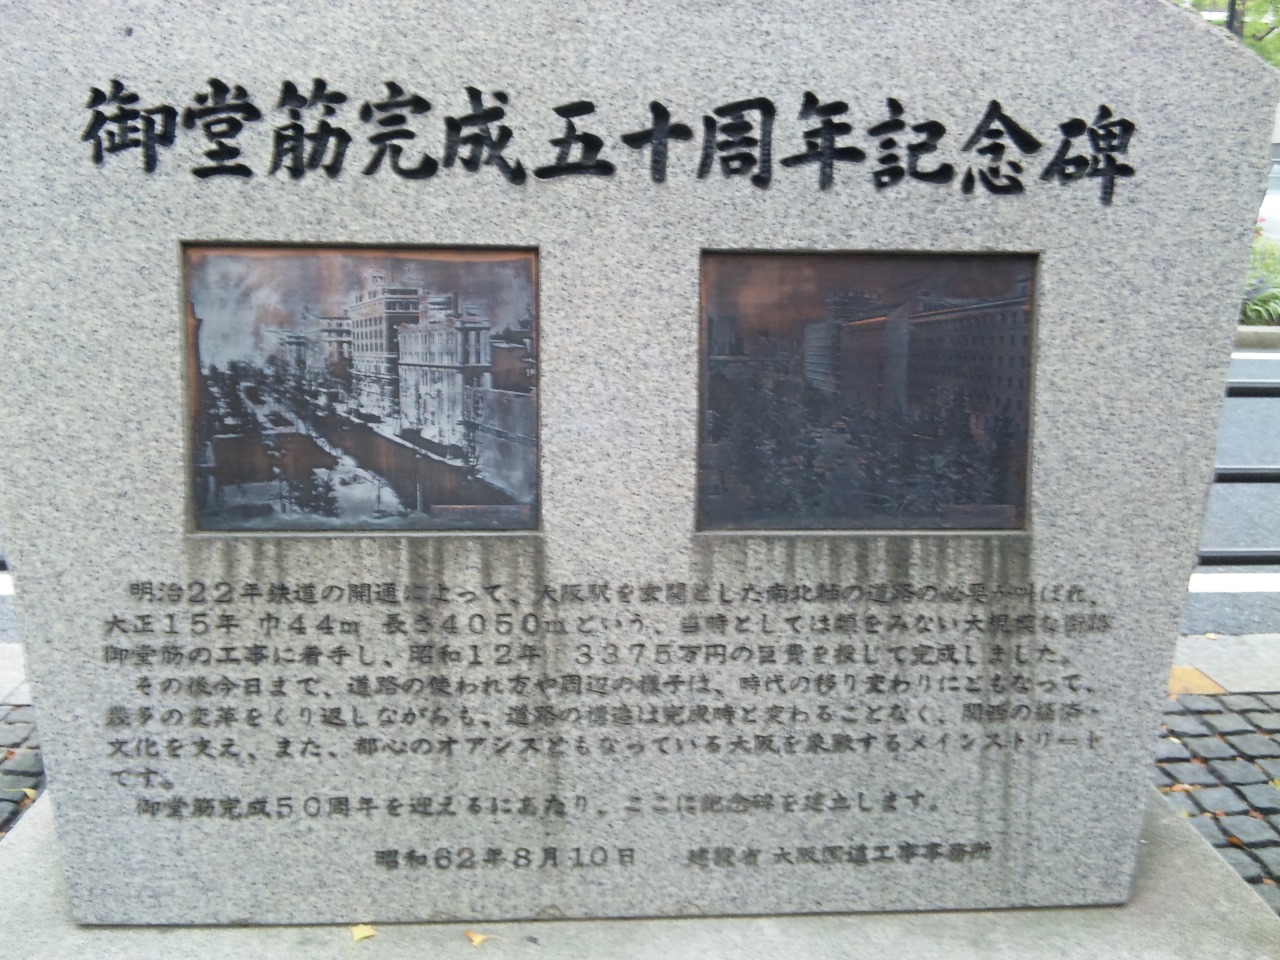 御堂筋完成五十周年記念碑
明治22年鉄道の開通によって、大阪駅を玄関とした南北軸の道路の必要が叫ばれ、
大正15年 巾44m 長さ4050mという、当時としては類をみない大規模な街路
御堂筋の工事に着手し、昭和12年 3375万円の巨費を投じて完成しました。
その後今日まで、道路の使われ方や周辺の様子は、時代の移り変わりにともなって、
幾多の変革をくり返しながらも、道路の構造は完成時と変わることなく、関西の経済・
文化を支え、また、都心のオアシスともなっている大阪を象徴するメインストリート
です。
御堂筋完成50周年を迎えるにあたり、ここに記念碑を建立します。
昭和62年8月10日 建設省 大阪国道工事事務所